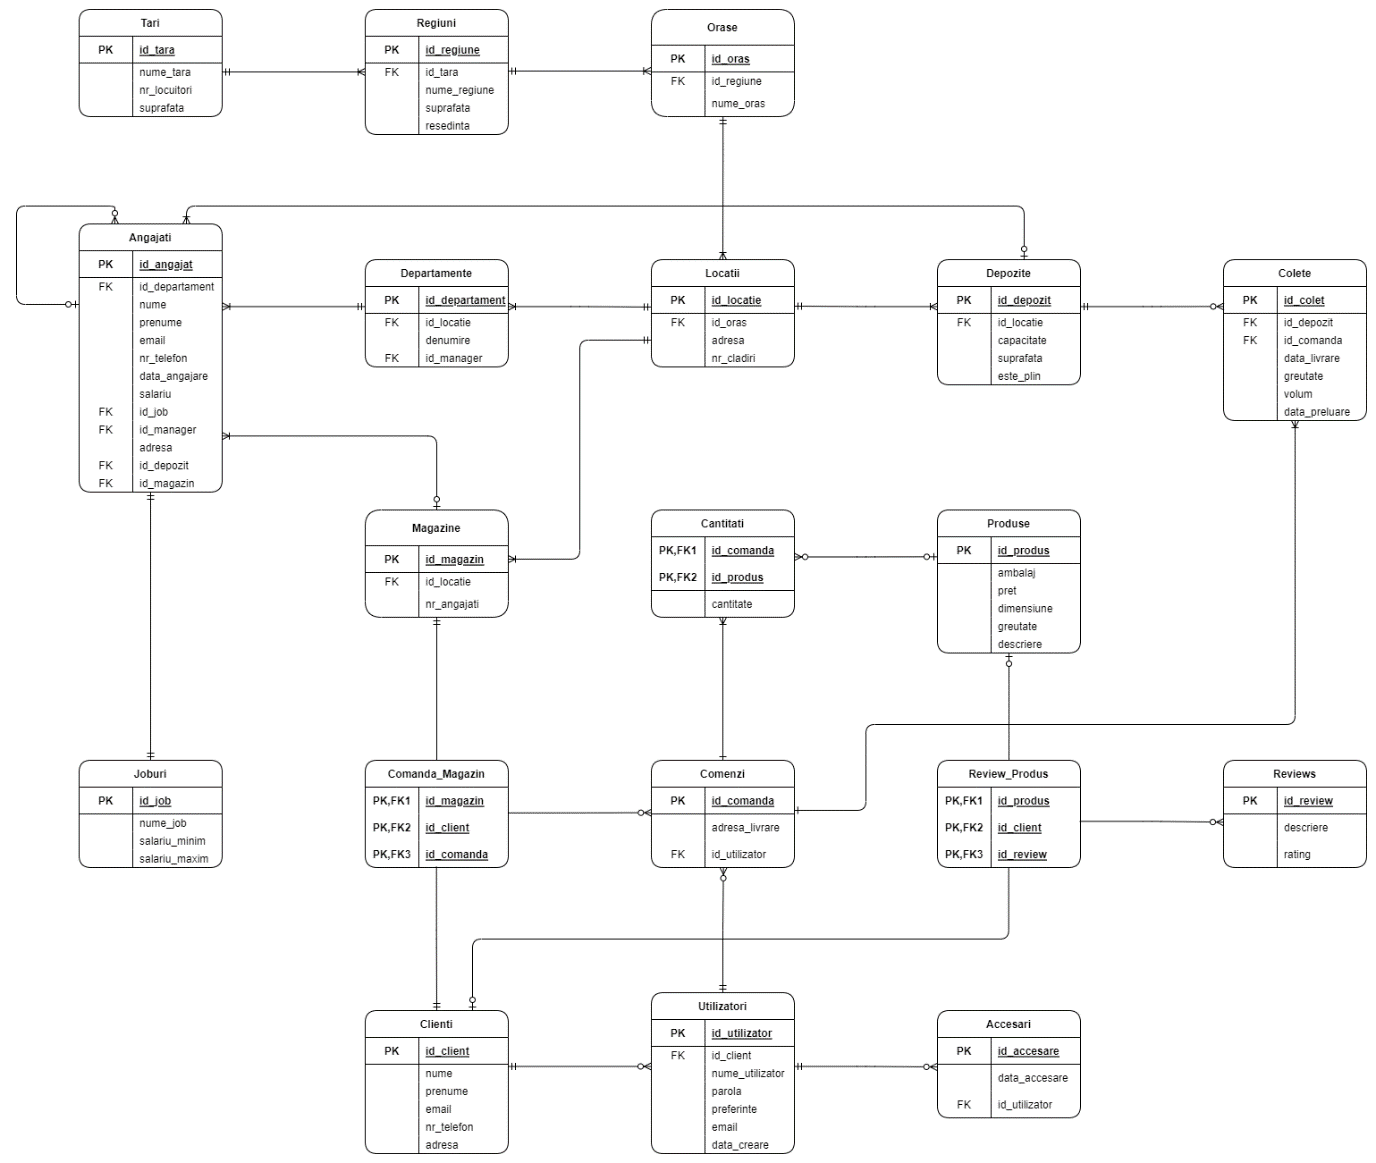 Tari
PK id_tara
nume_tara
nr_locuitori
suprafata
Regiuni
PK id_regiune
FK id_tara
nume_regiune
suprafata
resedinta
Orase
PK id_oras
FK id_regiune
nume_oras
Angajati
PK id_angajat
FK id_departament
nume
prenume
email
nr_telefon
data_angajare
salariu
FK id_job
FK id_manager
adresa
FK id_depozit
FK id_magazin
Departamente
PK id_departament
FK id_locatie
denumire
FK id_manager
Locatii
PK id_locatie
FK id_oras
adresa
nr_cladiri
Depozite
PK id_depozit
FK id_locatie
capacitate
suprafata
este_plin
Colete
PK id_colet
FK id_depozit
FK id_comanda
data_livrare
greutate
volum
data_preluare
Magazine
PK id_magazin
FK id_locatie
nr_angajati
Cantitati
PK,FK1 id_comanda
PK,FK2 id_produs
cantitate
Produse
PK id_produs
ambalaj
pret
dimensiune
greutate
descriere
Joburi
PK id_job
nume_job
salariu_minim
salariu_maxim
Comanda_Magazin
PK,FK1 id_magazin
PK,FK2 id_client
PK,FK3 id_comanda
Comenzi
PK id_comanda
adresa_livrare
FK id_utilizator
Review_Produs
PK,FK1 id_produs
PK,FK2 id_client
PK,FK3 id_review
Reviews
PK id_review
descriere
rating
Clienti
PK id_client
nume
prenume
email
nr_telefon
adresa
Utilizatori
PK id_utilizator
FK id_client
nume_utilizator
parola
preferinte
email
data_creare
Accesari
PK id_accesare
data_accesare
FK id_utilizator